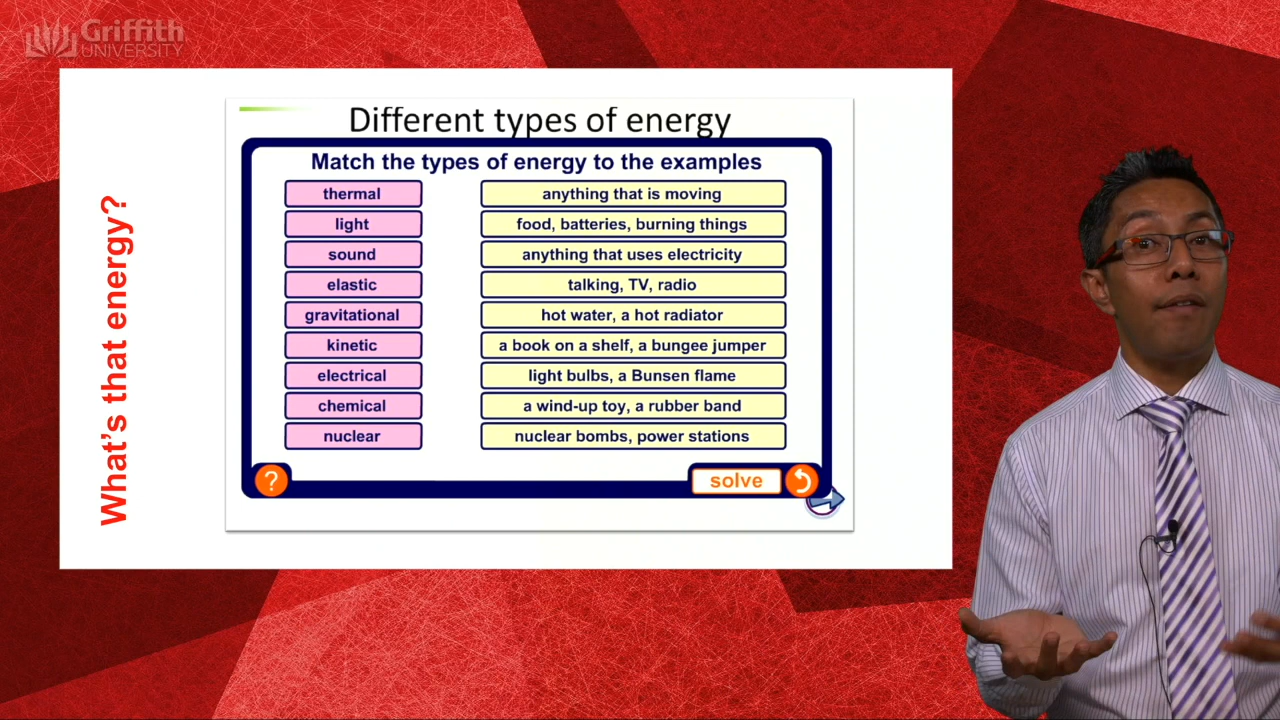 Griffith
UNIVERSITY
What's that energy?
Different types of energy
Match the types of energy to the examples
thermal
anything that is moving
light
food, batteries, burning things
sound
anything that uses electricity
elastic
talking, TV, radio
gravitational
hot water, a hot radiator
kinetic
a book on a shelf, a bungee jumper
electrical
light bulbs, a Bunsen flame
chemical
a wind-up toy, a rubber band
nuclear
nuclear bombs, power stations
?
solve